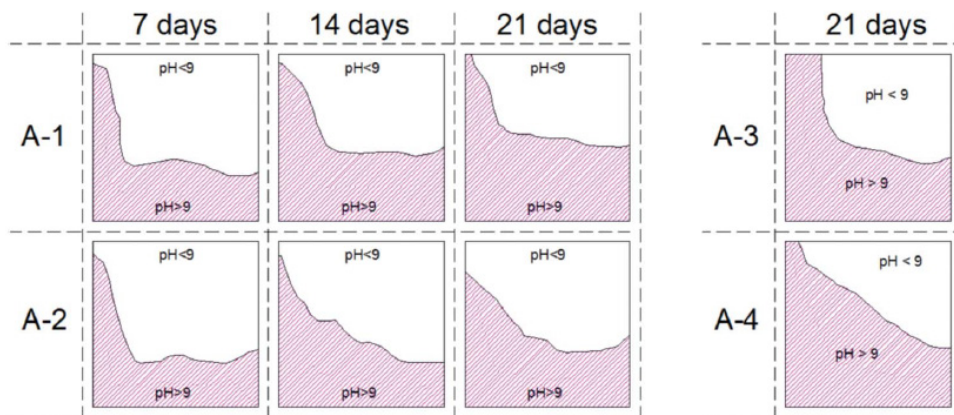 7 days 14 days 21 days 21 days
A-1 pH<9 pH<9 pH<9 A-3 pH < 9
pH>9 pH>9 pH>9 pH > 9
A-2 pH<9 pH<9 pH<9 A-4 pH < 9
pH>9 pH>9 pH>9 pH > 9